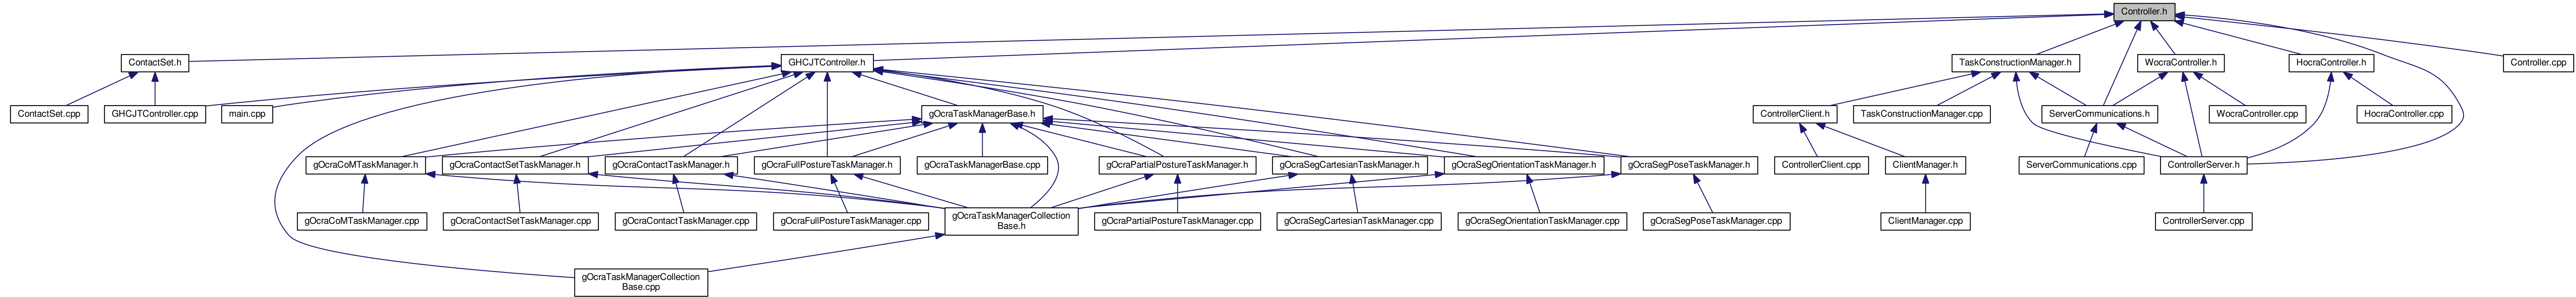 Controller.h
ContactSet.h
GHCJTController.h
TaskConstructionManager.h
WocraController.h
HocraController.h
Controller.cpp
ContactSet.cpp
GHCJTController.cpp
main.cpp
gOcraTaskManagerBase.h
ControllerClient.h
TaskConstructionManager.cpp
ServerCommunications.h
WocraController.cpp
HocraController.cpp
gOcraCoMTaskManager.h
gOcraContactSetTaskManager.h
gOcraContactTaskManager.h
gOcraFullPostureTaskManager.h
gOcraTaskManagerBase.cpp
gOcraPartialPostureTaskManager.h
gOcraSegCartesianTaskManager.h
gOcraSegOrientationTaskManager.h
gOcraSegPoseTaskManager.h
ControllerClient.cpp
ClientManager.h
ServerCommunications.cpp
ControllerServer.h
gOcraCoMTaskManager.cpp
gOcraContactSetTaskManager.cpp
gOcraContactTaskManager.cpp
gOcraFullPostureTaskManager.cpp
gOcraTaskManagerCollection
Base.h
gOcraPartialPostureTaskManager.cpp
gOcraSegCartesianTaskManager.cpp
gOcraSegOrientationTaskManager.cpp
gOcraSegPoseTaskManager.cpp
ClientManager.cpp
ControllerServer.cpp
gOcraTaskManagerCollection
Base.cpp